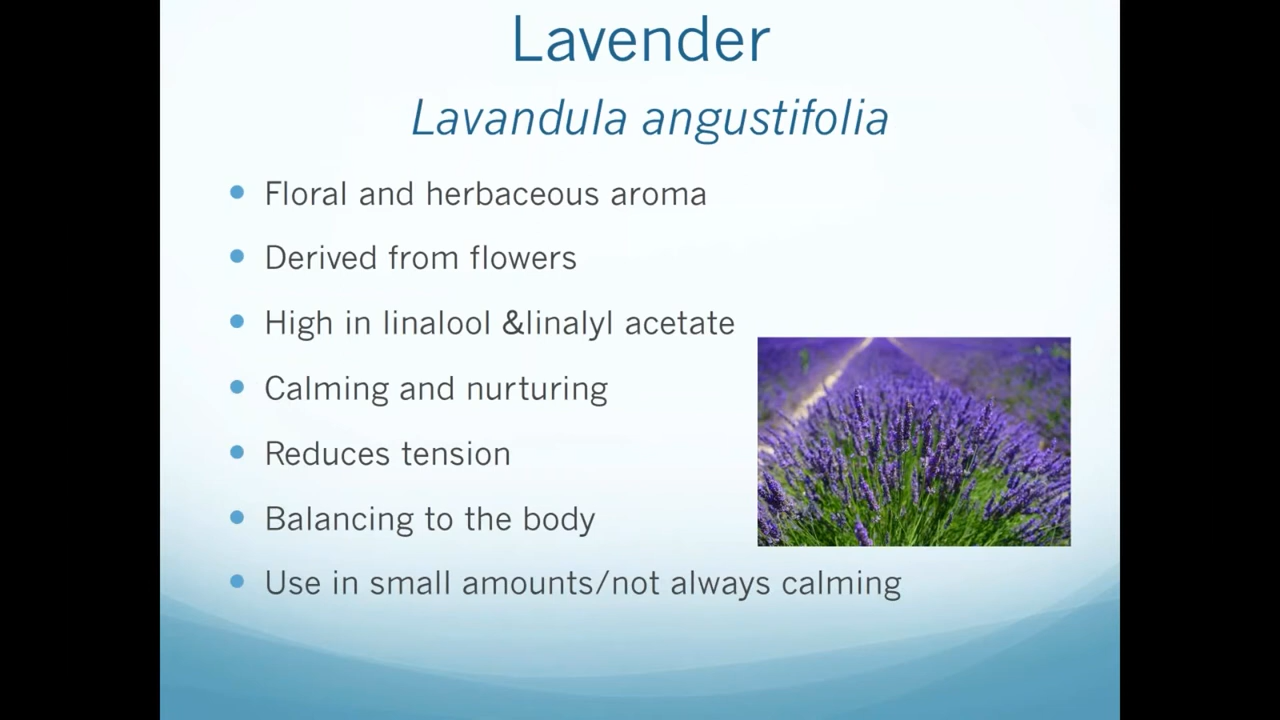 Lavender
Lavandula angustifolia
Floral and herbaceous aroma
Derived from flowers
High in linalool &linalyl acetate
Calming and nurturing
Reduces tension
Balancing to the body
Use in small amounts/not always calming